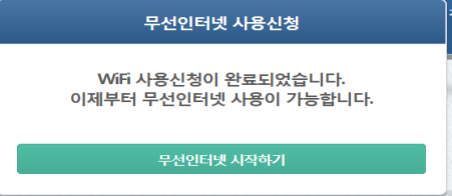 무선인터넷 사용신청
WiFi 사용신청이 완료되었습니다.
이제부터 무선인터넷 사용이 가능합니다.
무선인터넷 시작하기